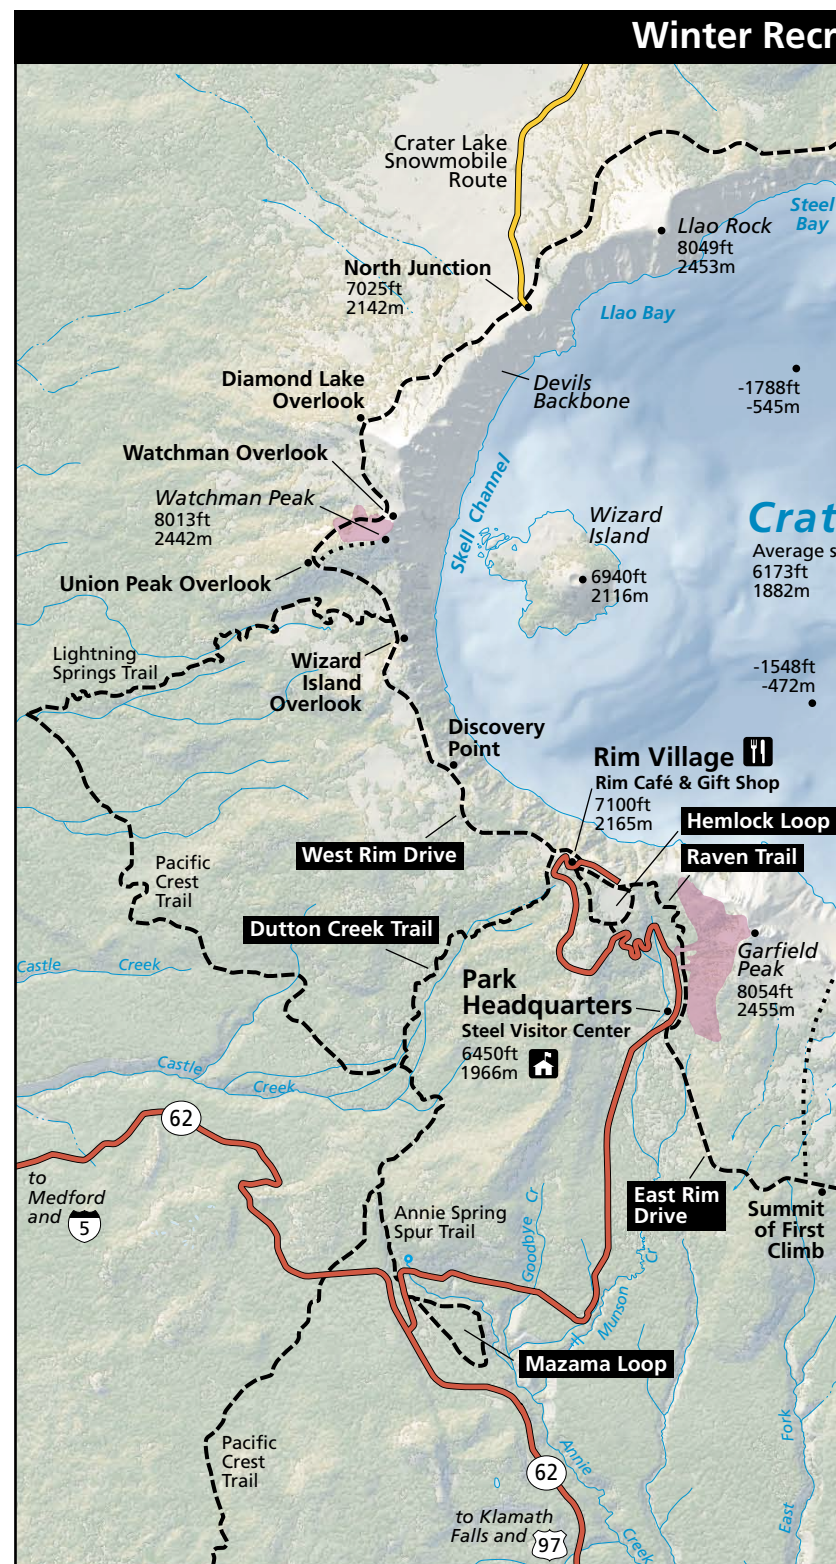 Winter Recr
Crater Lake
Snowmobile
Route
Steel
Bay
Llao Rock
8049ft
2453m
North Junction
7025ft
2142m
Llao Bay
Diamond Lake
Overlook
Devils
Backbone
-1788ft
-545m
Watchman Overlook
Watchman Peak
8013ft
2442m
Skell Channel
Wizard
Island
6940ft
2116m
Crat
Average s
6173ft
1882m
Union Peak Overlook
Lightning
Springs Trail
Wizard
Island
Overlook
-1548ft
-472m
Discovery
Point
Rim Village
Rim Café & Gift Shop
7100ft
2165m
Hemlock Loop
West Rim Drive
Raven Trail
Pacific
Crest
Trail
Dutton Creek Trail
Castle Creek
Garfield
Peak
8054ft
2455m
Park
Headquarters
Steel Visitor Center
6450ft
1966m
Castle
Creek
62
to
Medford
and 5
Annie Spring
Spur Trail
Goodbye Cr
East Rim
Drive
Summit
of First
Climb
Munson Cr
Mazama Loop
Pacific
Crest
Trail
Annie
Creek
East Fork
62
to Klamath
Falls and 97